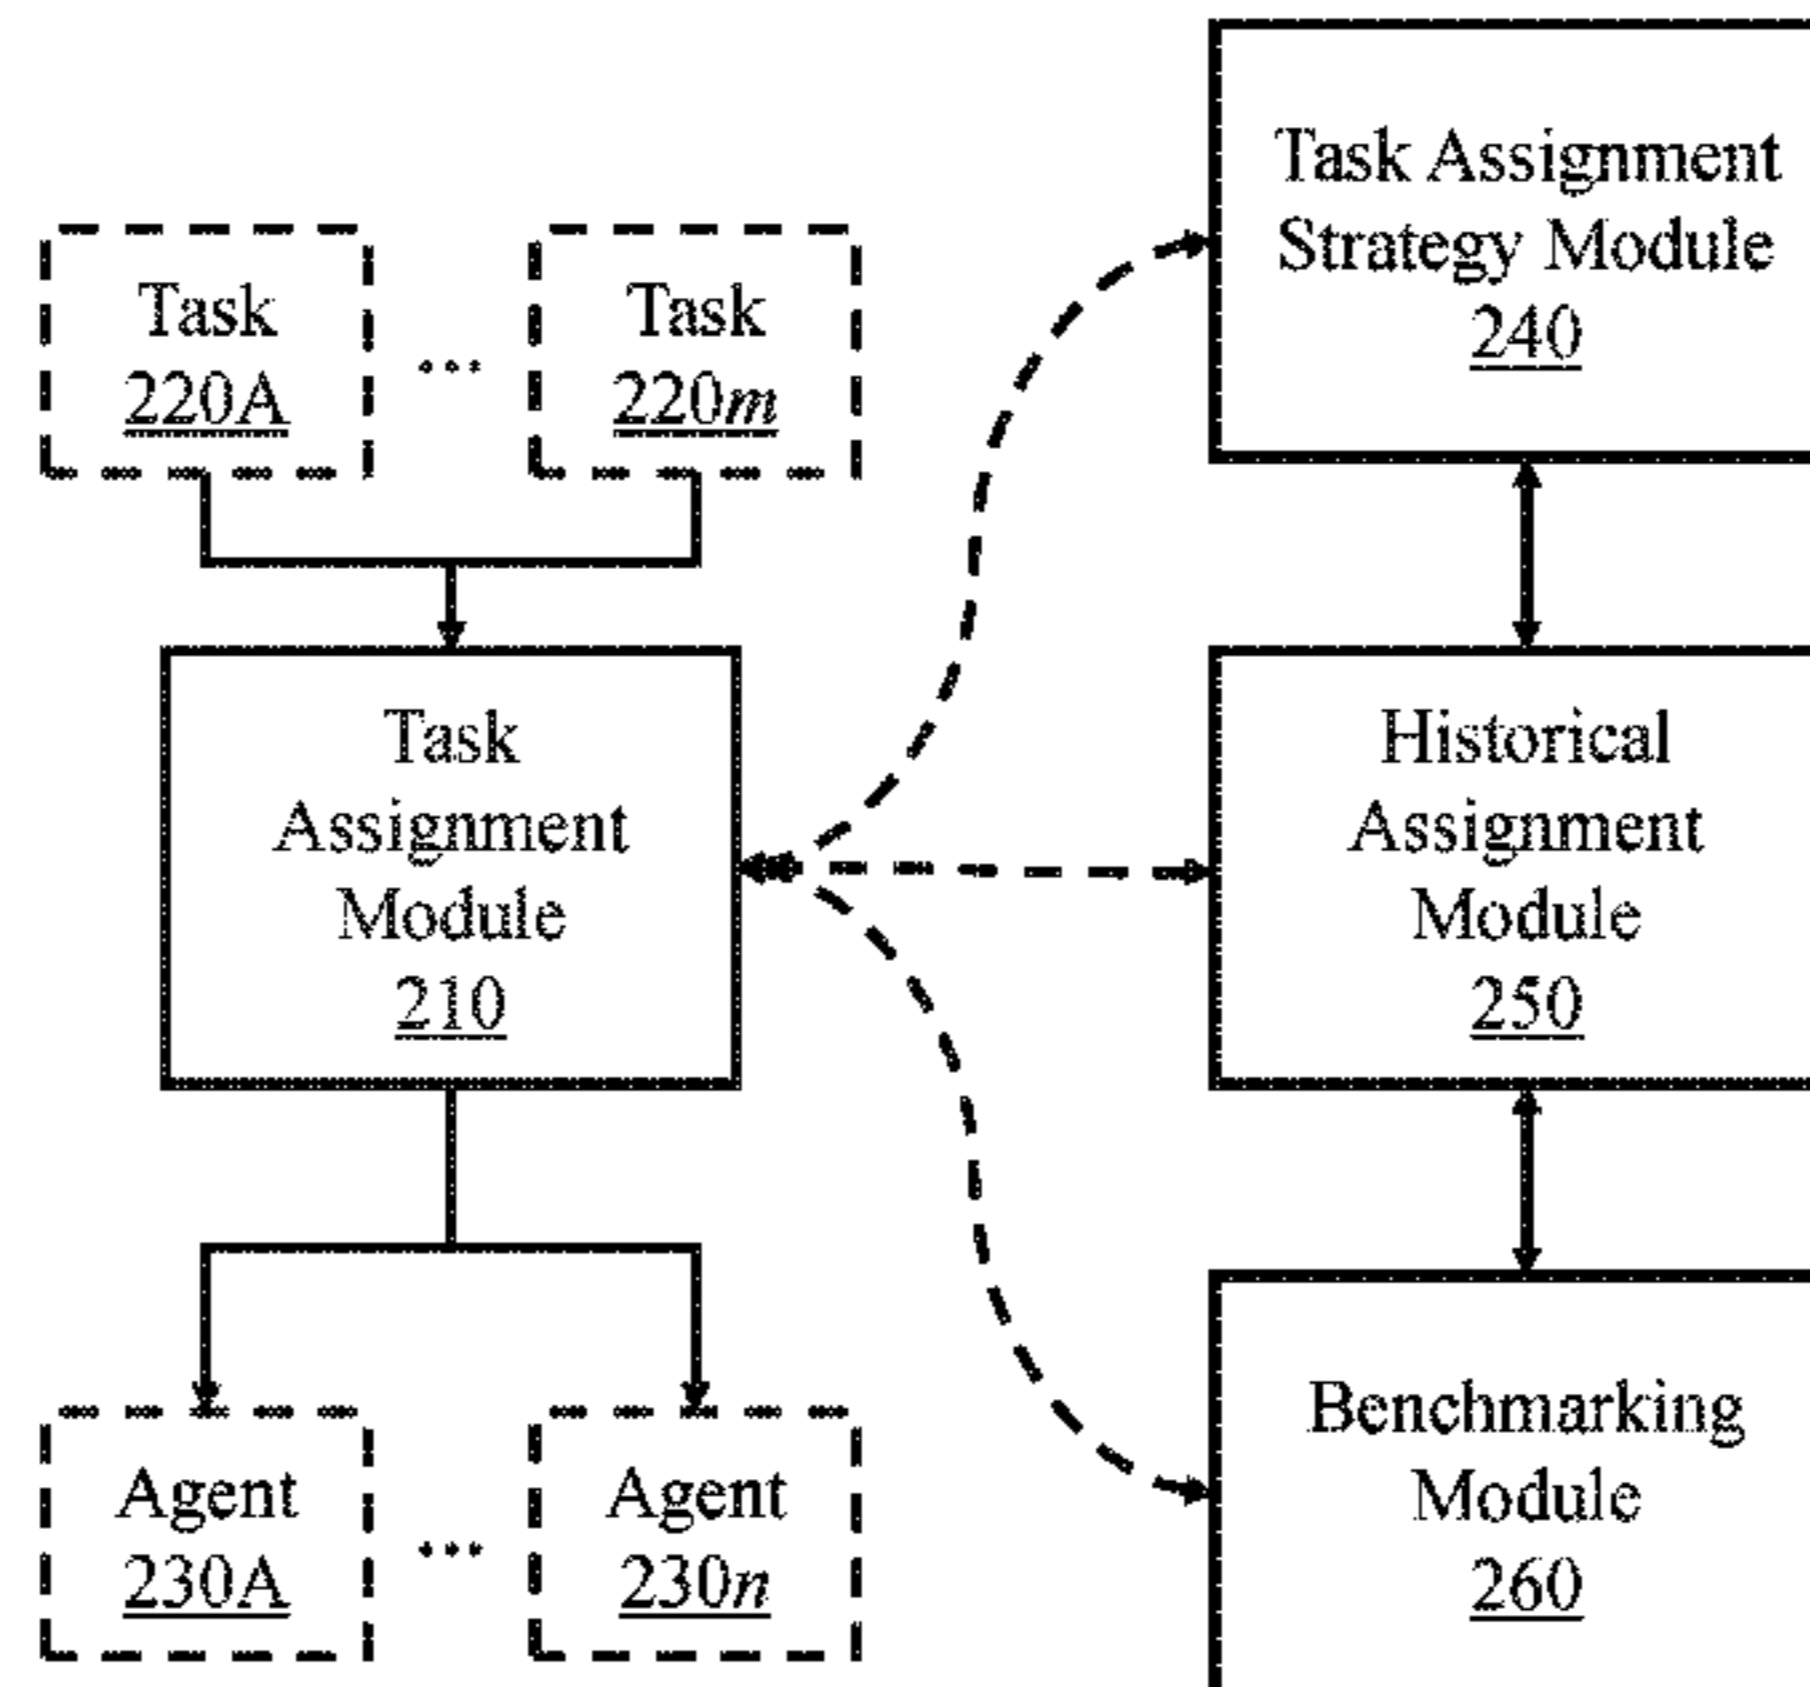 Task Assignment
Strategy Module
240
Task
220A
...
Task
220m
Task
Assignment
Module
210
Historical
Assignment
Module
250
Agent
230A
...
Agent
230n
Benchmarking
Module
260